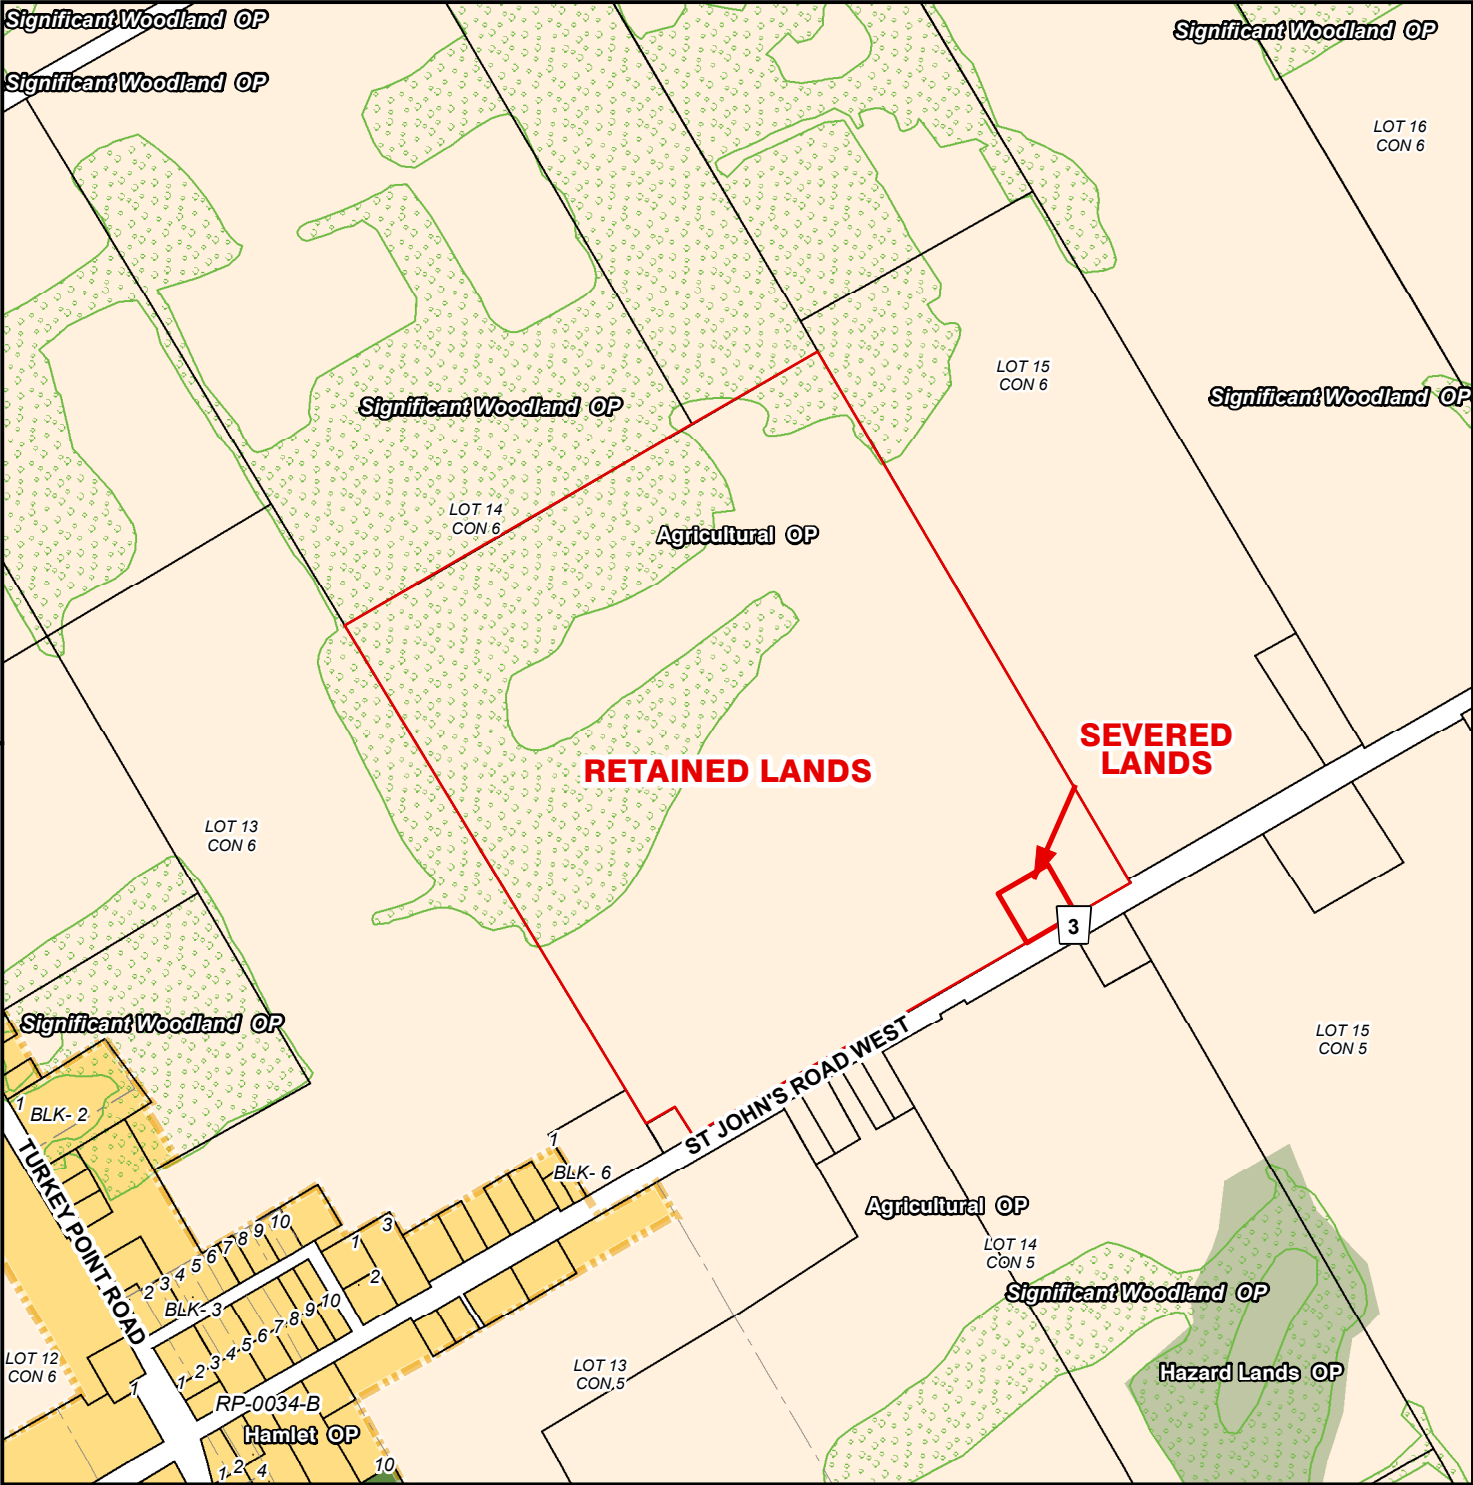 Significant Woodland OP
Significant Woodland OP
Significant Woodland OP
LOT 16
CON 6
LOT 15
CON 6
Significant Woodland OP
Significant Woodland OP
LOT 14
CON 6
Agricultural OP
SEVERED
LANDS
RETAINED LANDS
LOT 13
CON 6
3
Significant Woodland OP
ST JOHN'S ROAD WEST
LOT 15
CON 5
1
BLK- 2
TURKEY POINT ROAD
1
BLK- 6
Agricultural OP
LOT 14
CON 5
Significant Woodland OP
2 3 4 5 6 7 8 9 10
1
3
2
BLK- 3
1 2 3 4 5 6 7 8 9 10
LOT 12
CON 6
1
LOT 13
CON 5
Hazard Lands OP
RP-0034-B
Hamlet OP
1 2 4
10